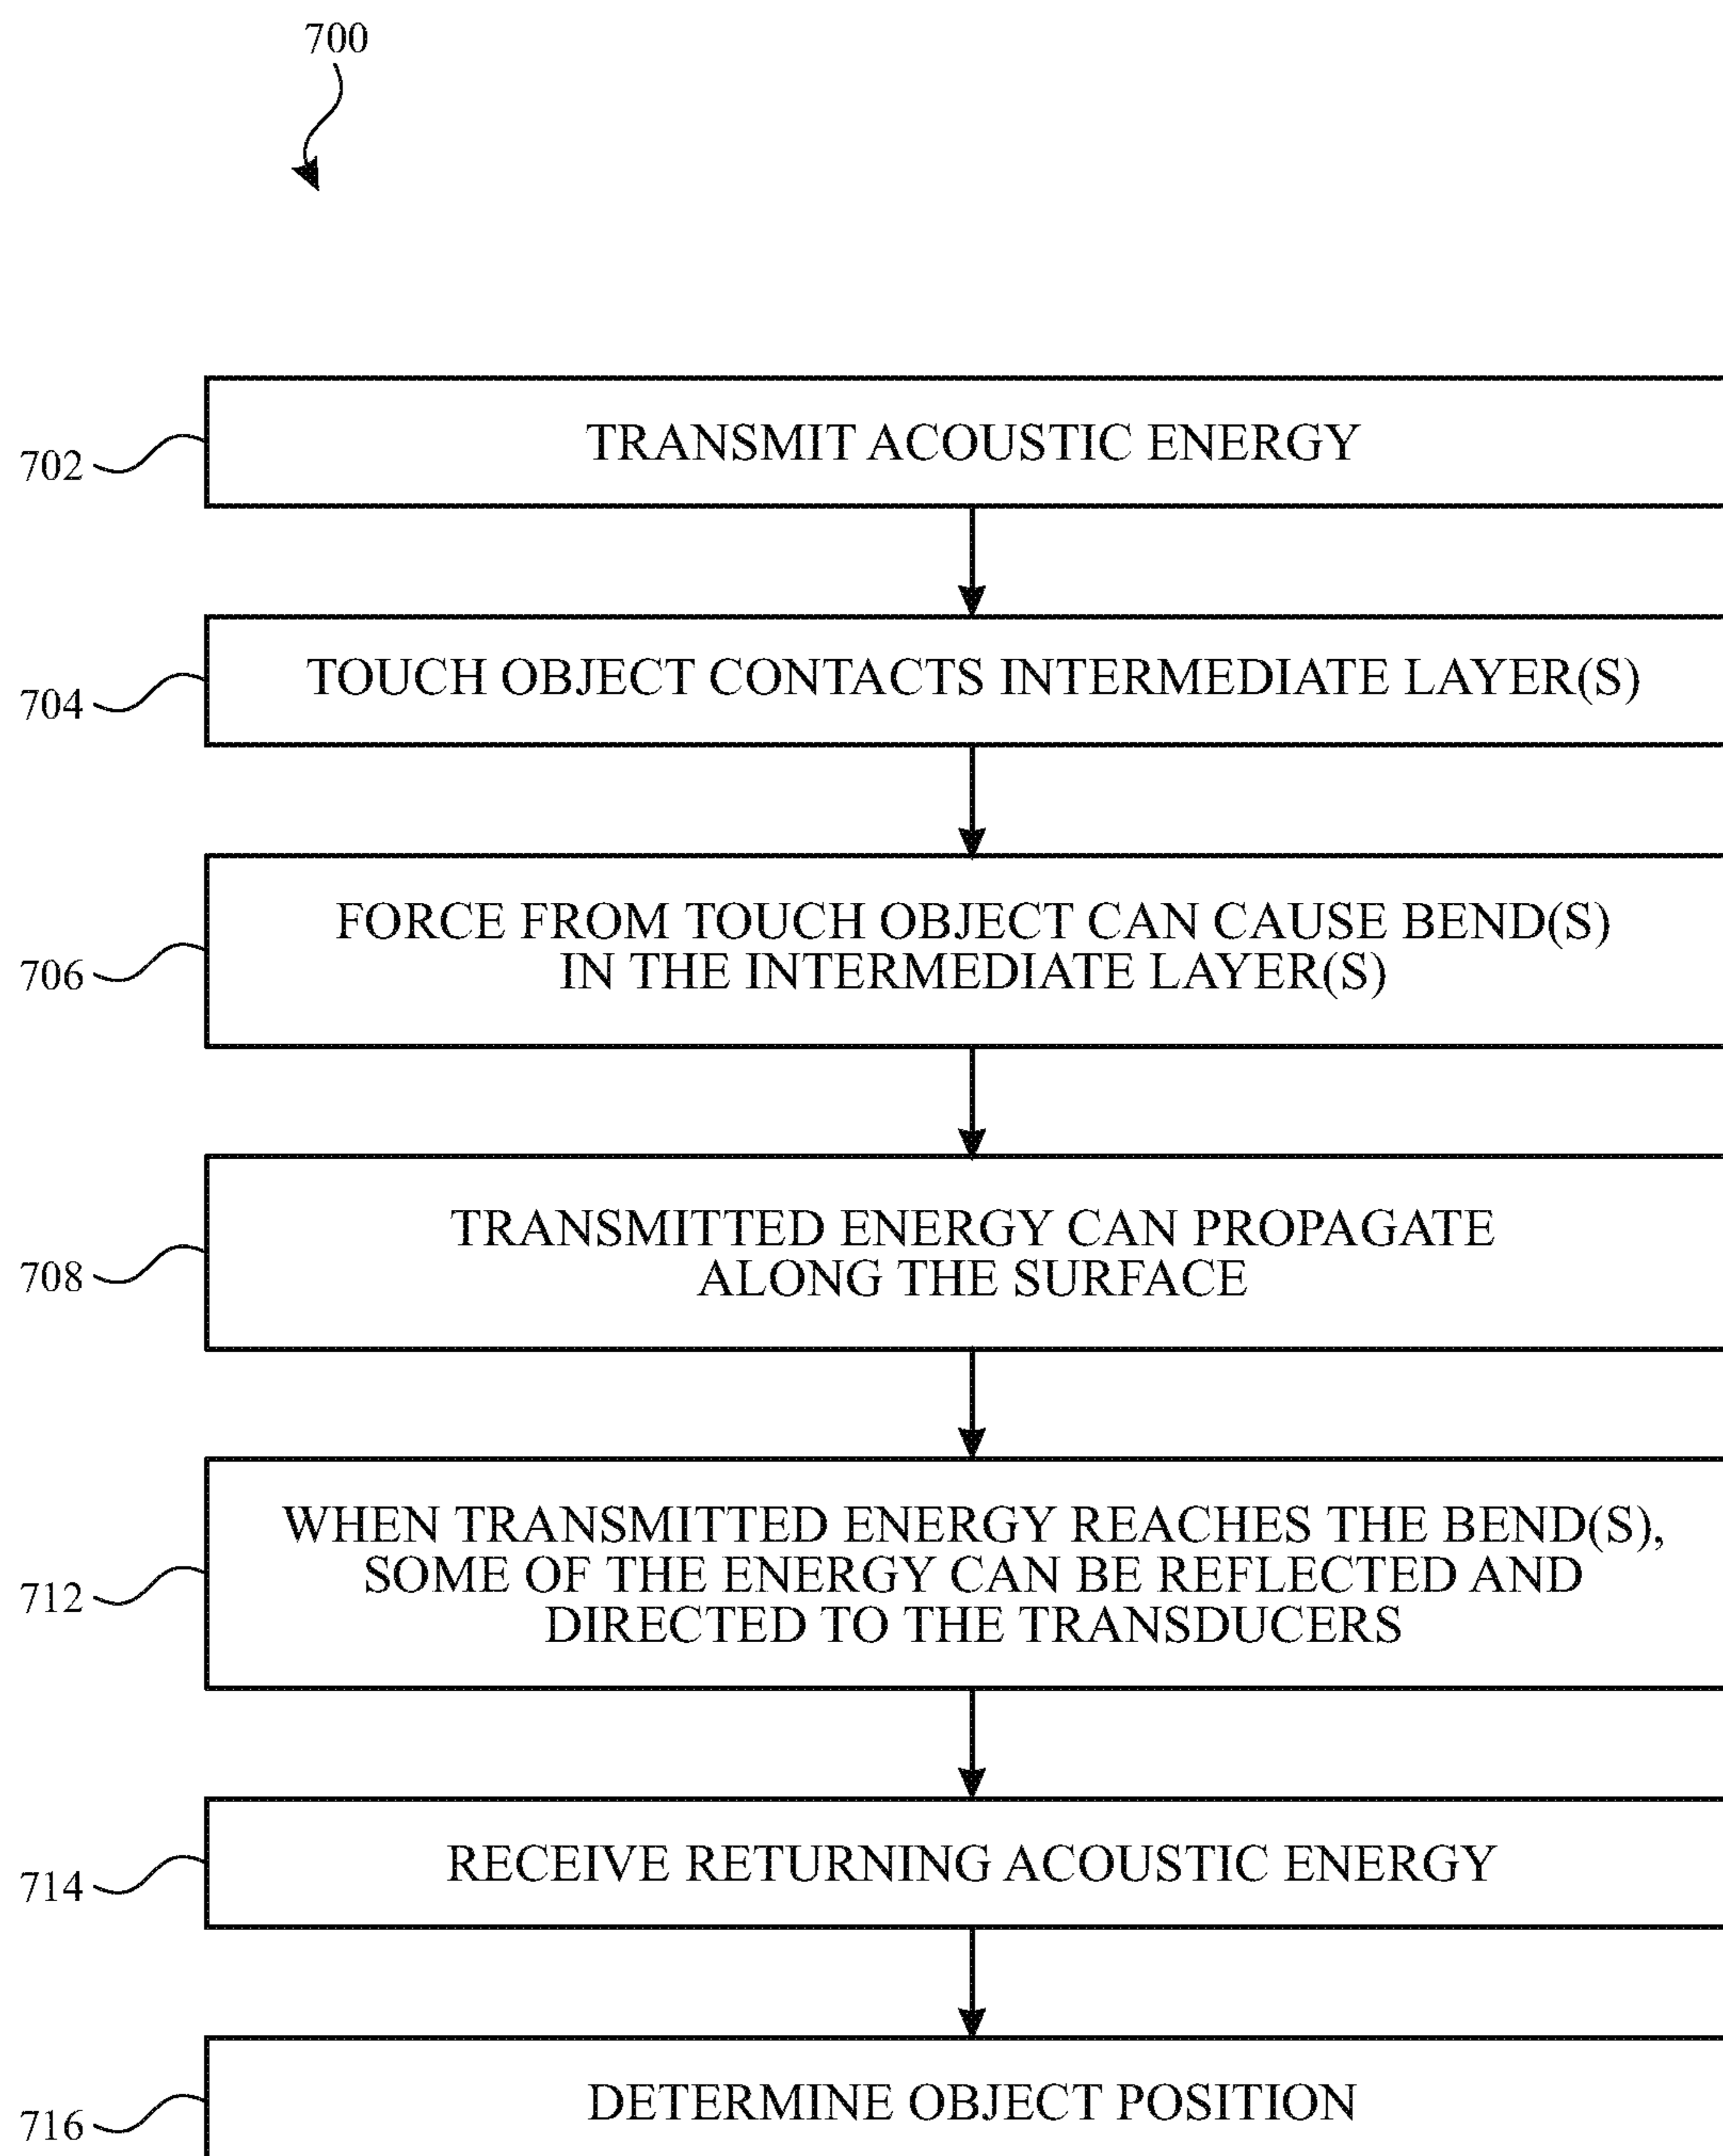 700
702
TRANSMIT ACOUSTIC ENERGY
704
TOUCH OBJECT CONTACTS INTERMEDIATE LAYER(S)
706
FORCE FROM TOUCH OBJECT CAN CAUSE BEND(S)
IN THE INTERMEDIATE LAYER(S)
708
TRANSMITTED ENERGY CAN PROPAGATE
ALONG THE SURFACE
712
WHEN TRANSMITTED ENERGY REACHES THE BEND(S),
SOME OF THE ENERGY CAN BE REFLECTED AND
DIRECTED TO THE TRANSDUCERS
714
RECEIVE RETURNING ACOUSTIC ENERGY
716
DETERMINE OBJECT POSITION